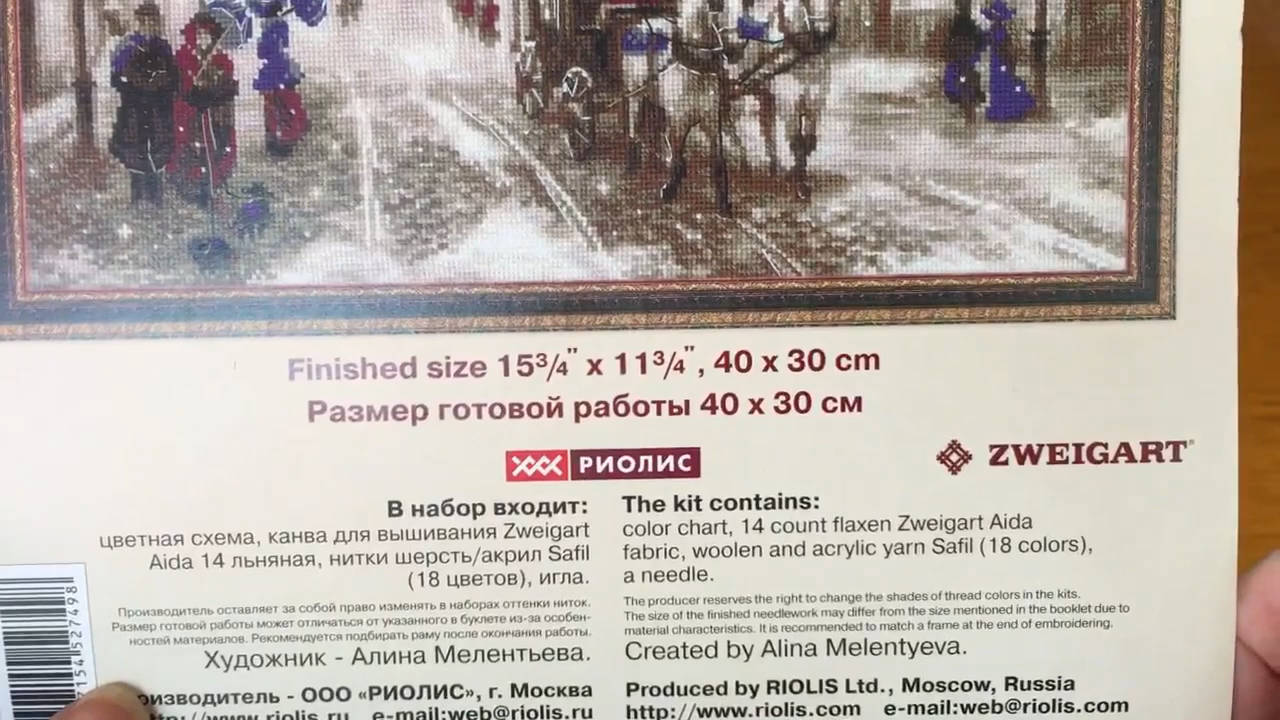 Finished size 15¾" x 11¾", 40 x 30 cm
Размер готовой работы 40 x 30 см
РИОЛИС
ZWEIGART
В набор входит:
цветная схема, канва для вышивания Zweigart
Aida 14 льняная, нитки шерсть/акрил Safil
(18 цветов), игла.
Производитель оставляет за собой право изменять в наборах оттенки ниток.
Размер готовой работы может отличаться от указанного в буклете из-за особен-
ностей материалов. Рекомендуется подбирать раму после окончания работы.
Художник - Алина Мелентьева.
оизводитель - ООО «РИОЛИС», г. Москва
www.riolis.ru e-mail:web@riolis.ru
The kit contains:
color chart, 14 count flaxen Zweigart Aida
fabric, woolen and acrylic yarn Safil (18 colors),
a needle.
The producer reserves the right to change the shades of thread colors in the kits.
The size of the finished needlework may differ from the size mentioned in the booklet due to
material characteristics. It is recommended to match a frame at the end of embroidering.
Created by Alina Melentyeva.
Produced by RIOLIS Ltd., Moscow, Russia
http://www.riolis.com e-mail:web@riolis.com
7154527498